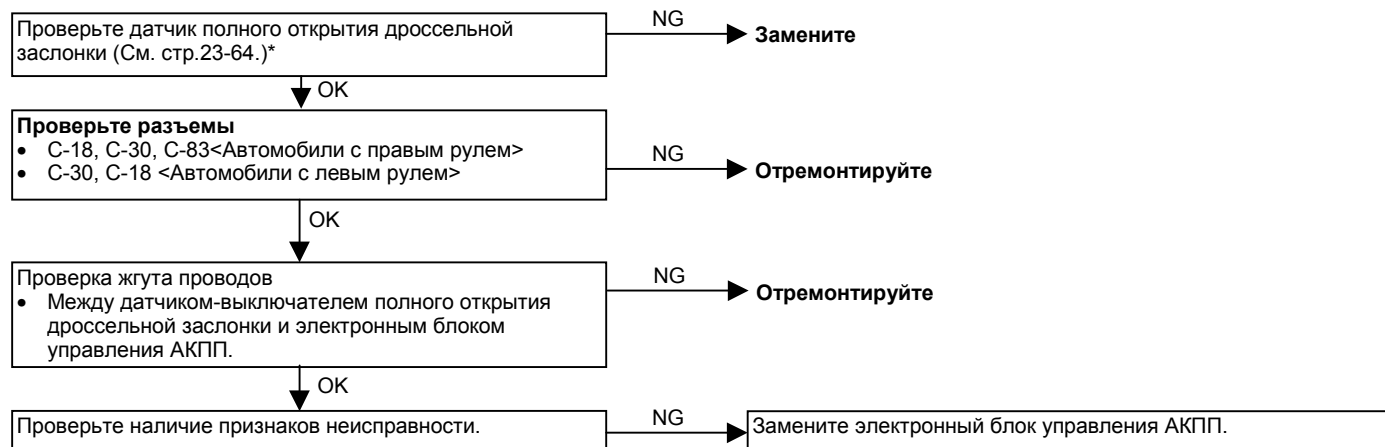 Проверьте датчик полного открытия дроссельной
заслонки (См. стр.23-64.)*
NG
Замените
OK
Проверьте разъемы
• С-18, С-30, С-83<Автомобили с правым рулем>
• С-30, С-18 <Автомобили с левым рулем>
NG
Отремонтируйте
OK
Проверка жгута проводов
• Между датчиком-выключателем полного открытия
дроссельной заслонки и электронным блоком
управления АКПП.
NG
Отремонтируйте
OK
Проверьте наличие признаков неисправности.
NG
Замените электронный блок управления АКПП.